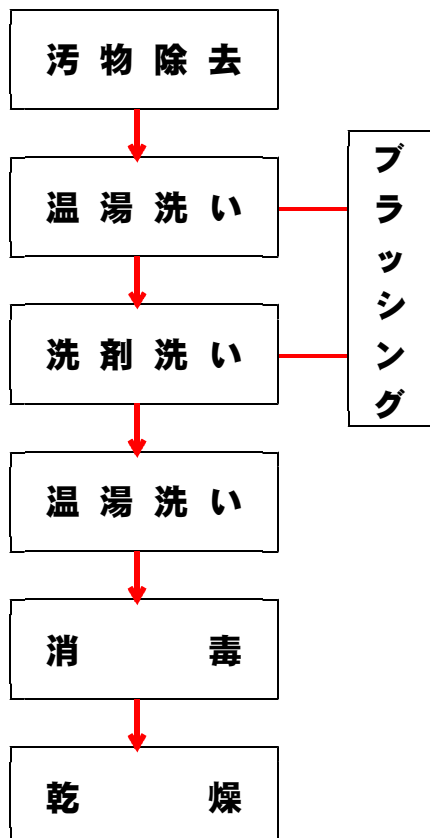 汚物除去
温湯洗い
ブラッシング
洗剤洗い
温湯洗い
消毒
乾燥